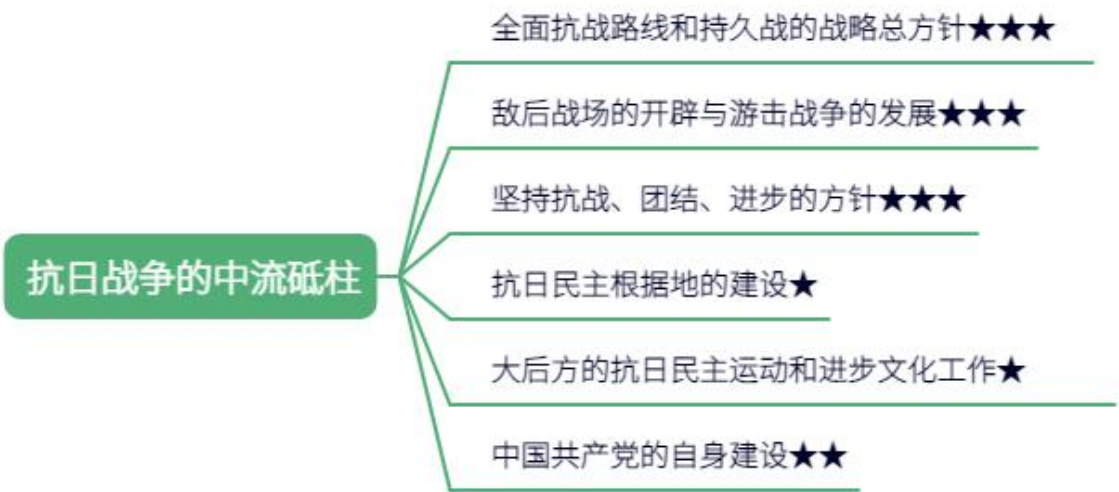 全面抗战路线和持久战的战略总方针★★★
敌后战场的开辟与游击战争的发展★★★
坚持抗战、团结、进步的方针★★★
抗日战争的中流砥柱
抗日民主根据地的建设★
大后方的抗日民主运动和进步文化工作★
中国共产党的自身建设★★